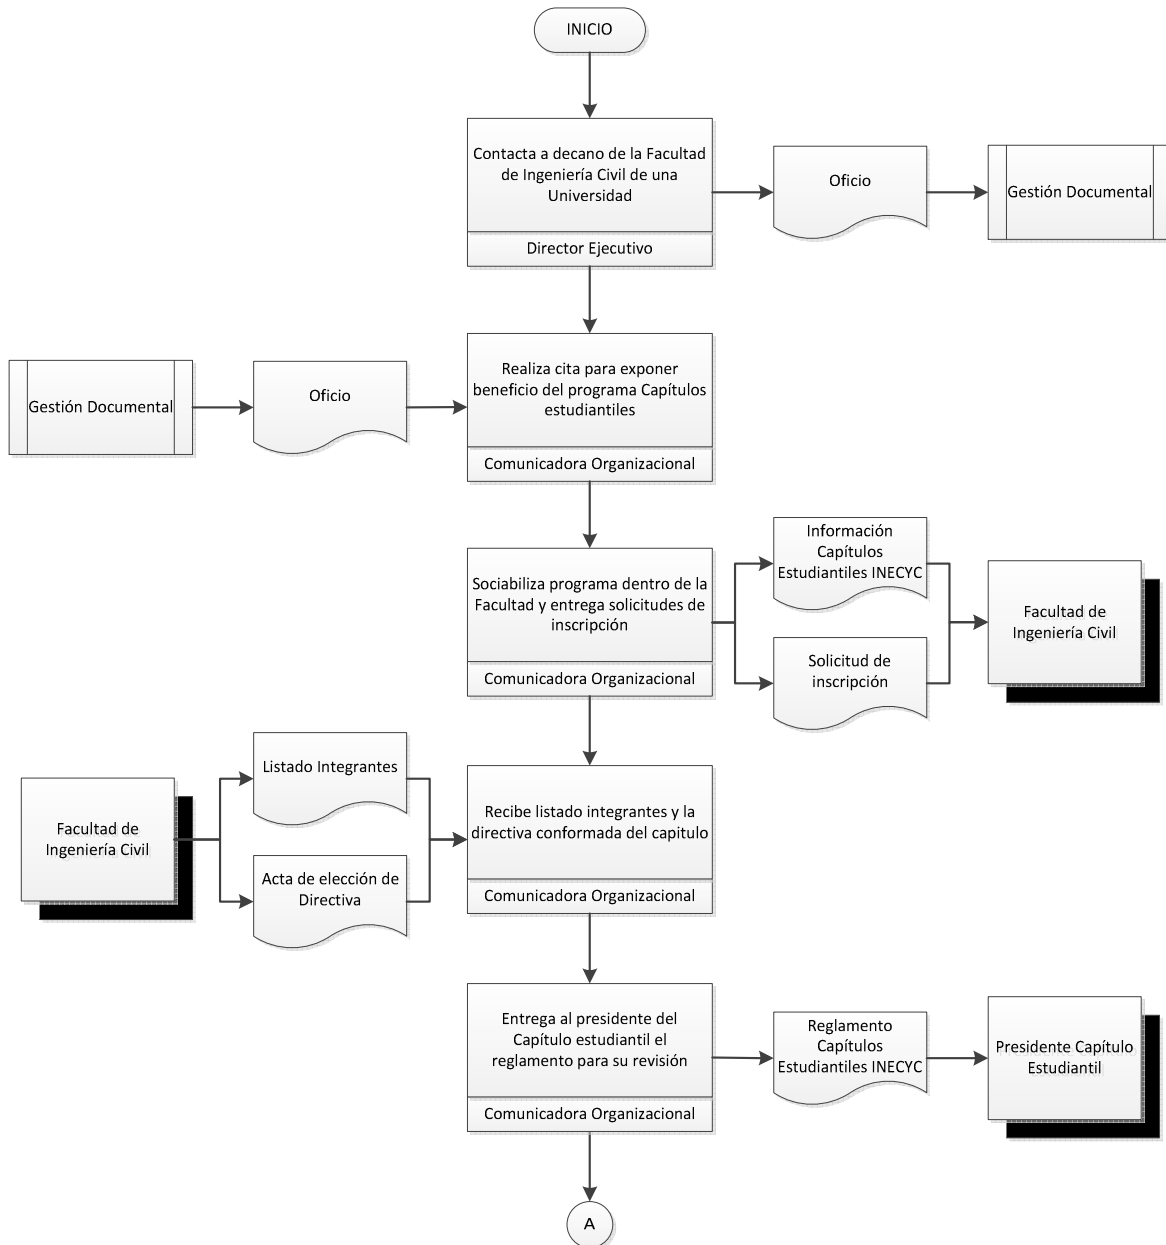 INICIO
Contacta a decano de la Facultad
de Ingeniería Civil de una
Universidad
Director Ejecutivo
Oficio
Gestión Documental
Gestión Documental
Oficio
Realiza cita para exponer
beneficio del programa Capítulos
estudiantiles
Comunicadora Organizacional
Sociabiliza programa dentro de la
Facultad y entrega solicitudes de
inscripción
Comunicadora Organizacional
Información
Capítulos
Estudiantiles INECYC
Solicitud de
inscripción
Facultad de
Ingeniería Civil
Facultad de
Ingeniería Civil
Listado Integrantes
Acta de elección de
Directiva
Recibe listado integrantes y la
directiva conformada del capitulo
Comunicadora Organizacional
Entrega al presidente del
Capítulo estudiantil el
reglamento para su revisión
Comunicadora Organizacional
Reglamento
Capítulos
Estudiantiles INECYC
Presidente Capítulo
Estudiantil
A